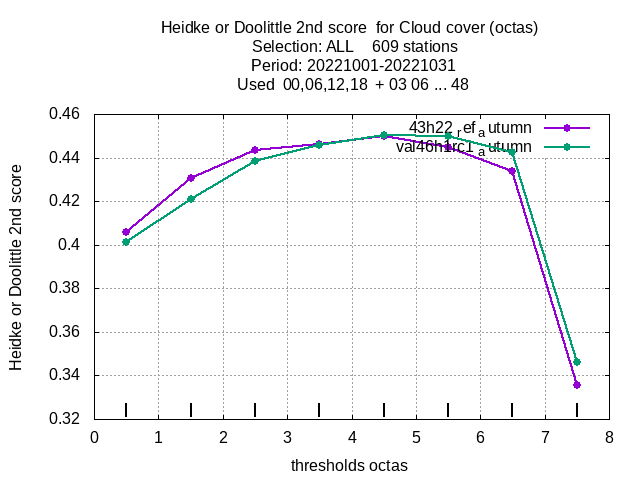 Heidke or Doolittle 2nd score  for Cloud cover (octas)
Selection: ALL    609 stations
Period: 20221001-20221031
Used  00,06,12,18  + 03 06 ... 48
0.46
43h22_ref_autumn
val46h1rc1_autumn
0.44
0.42
0.4
0.38
0.36
0.34
0.32
Heidke or Doolittle 2nd score
0 1 2 3 4 5 6 7 8
thresholds octas